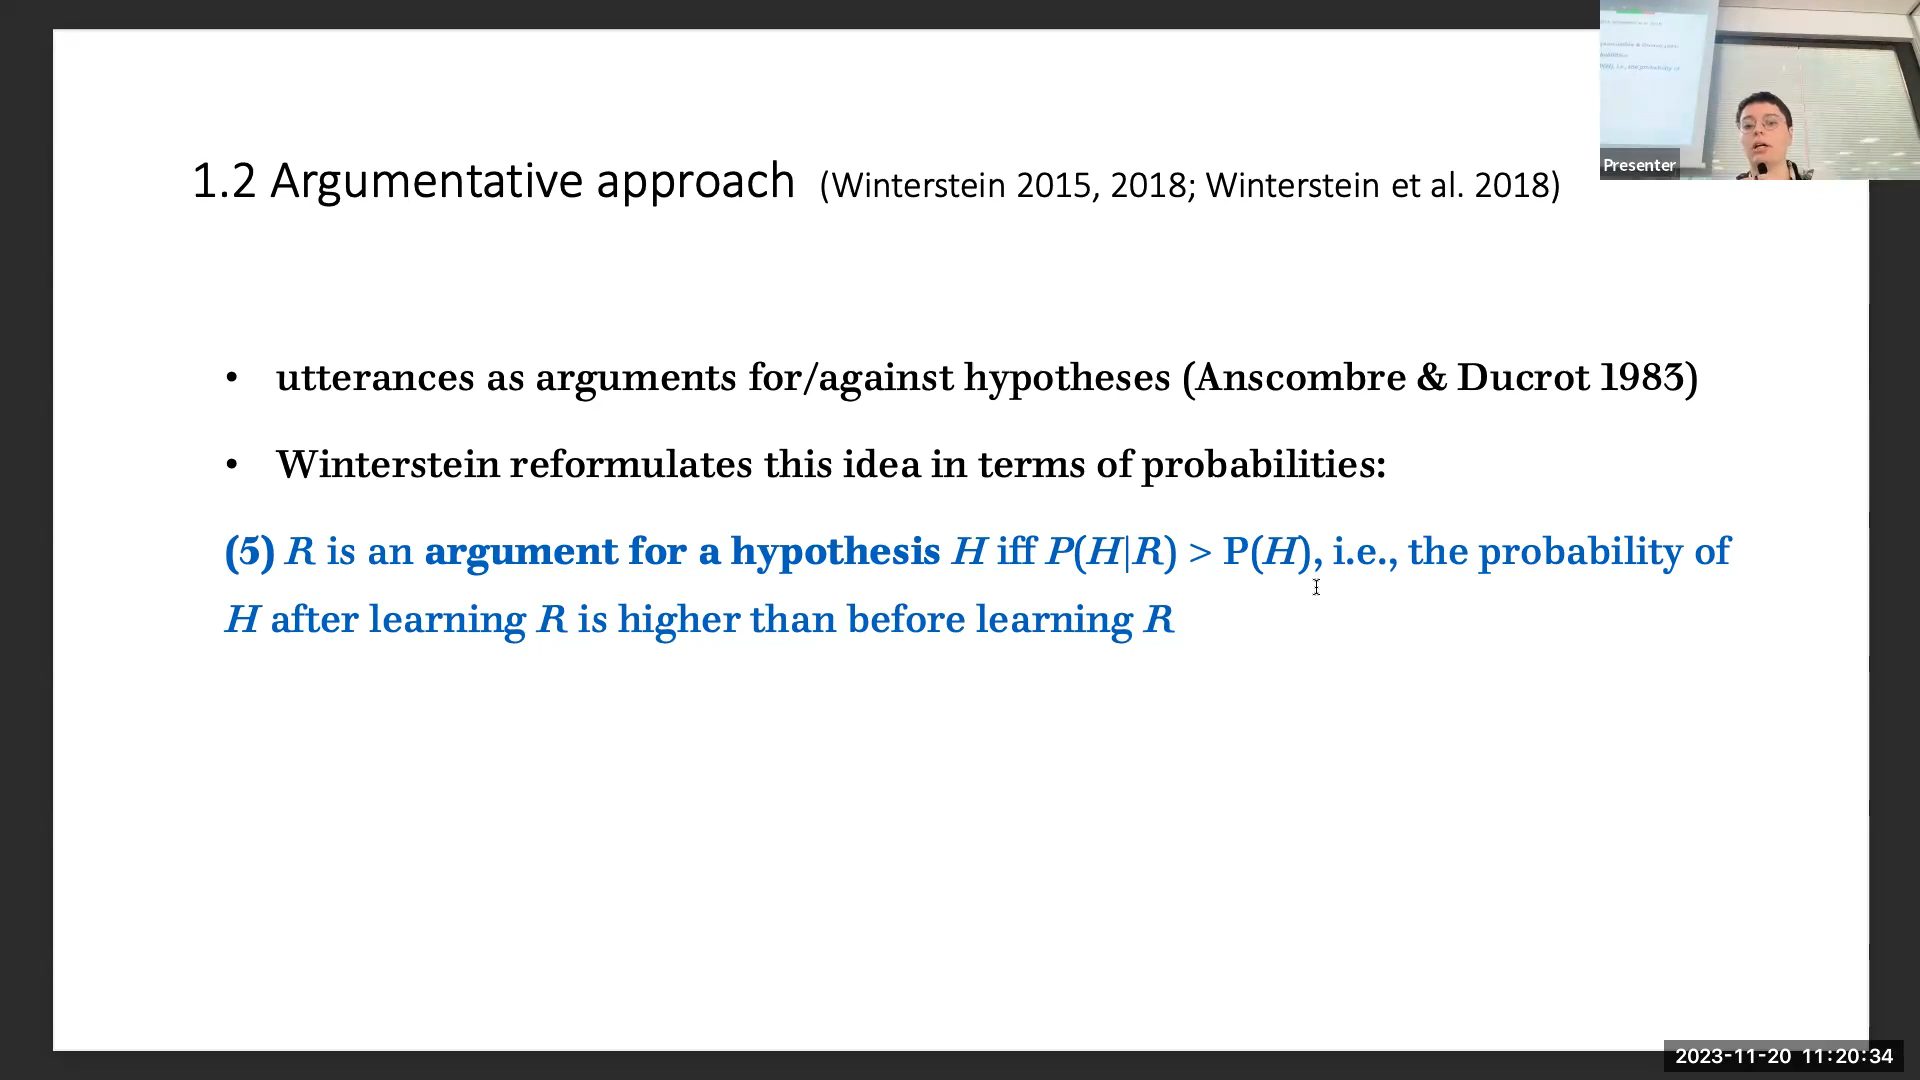 Presenter
1.2 Argumentative approach (Winterstein 2015, 2018; Winterstein et al. 2018)
• utterances as arguments for/against hypotheses (Anscombre & Ducrot 1983)
• Winterstein reformulates this idea in terms of probabilities:
(5) R is an argument for a hypothesis H iff P(H|R) > P(H), i.e., the probability of
H after learning R is higher than before learning R
2023-11-20 11:20:34